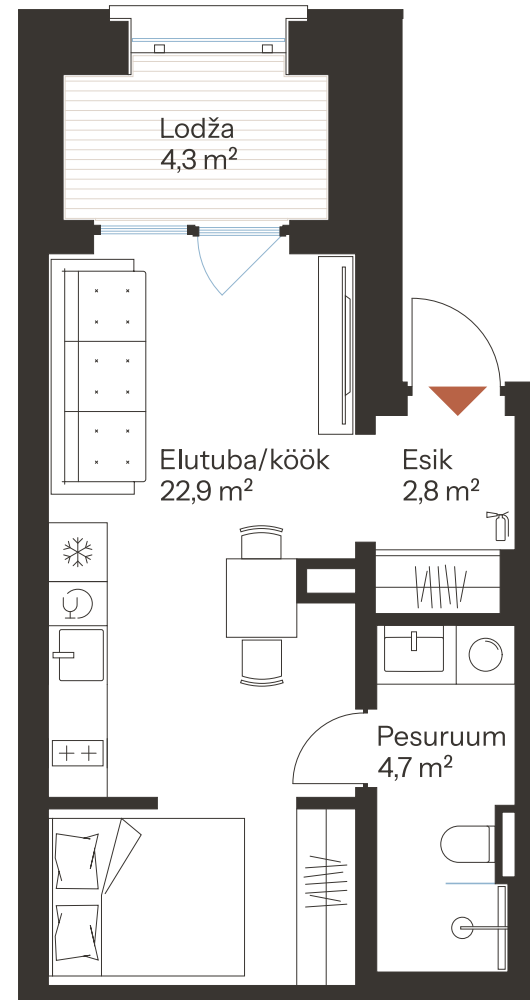 Lodža
4,3 m²
Elutuba/köök
22,9 m²
Esik
2,8 m²
Pesuruum
4,7 m²